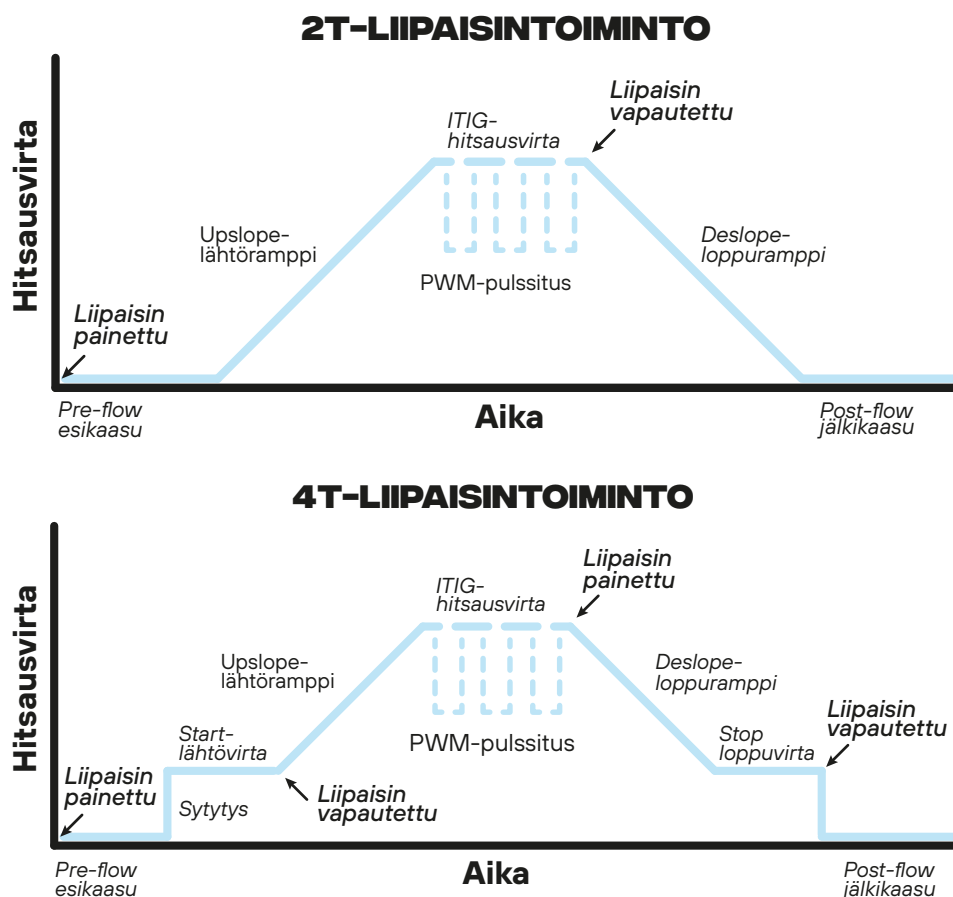 2T-LIIPAISINTOIMINTO
Hitsausvirta
Liipaisin
painettu
Upslope-
lähtöramppi
ITIG-
hitsausvirta
PWM-pulssitus
Liipaisin
vapautettu
Deslope-
loppuramppi
Pre-flow
esikaasu
Aika
Post-flow
jälkikaasu
4T-LIIPAISINTOIMINTO
Hitsausvirta
Liipaisin
painettu
Sytytys
Start-
lähtövirta
Liipaisin
vapautettu
Upslope-
lähtöramppi
ITIG-
hitsausvirta
PWM-pulssitus
Liipaisin
painettu
Deslope-
loppuramppi
Stop
loppuvirta
Liipaisin
vapautettu
Pre-flow
esikaasu
Aika
Post-flow
jälkikaasu